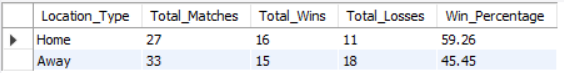 Location_Type Total_Matches Total_Wins Total_Losses Win_Percentage
Home 27 16 11 59.26
Away 33 15 18 45.45